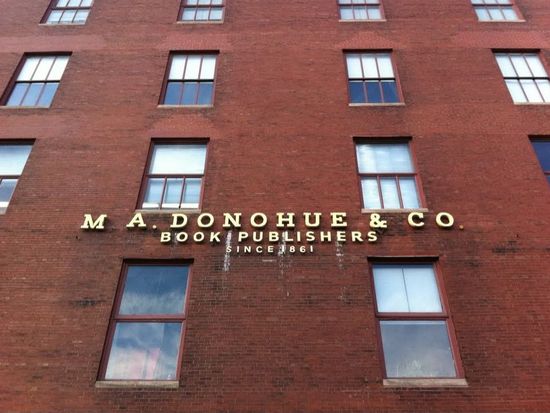 M A. DONOHUE & CO.
BOOK PUBLISHERS
SINCE 1861